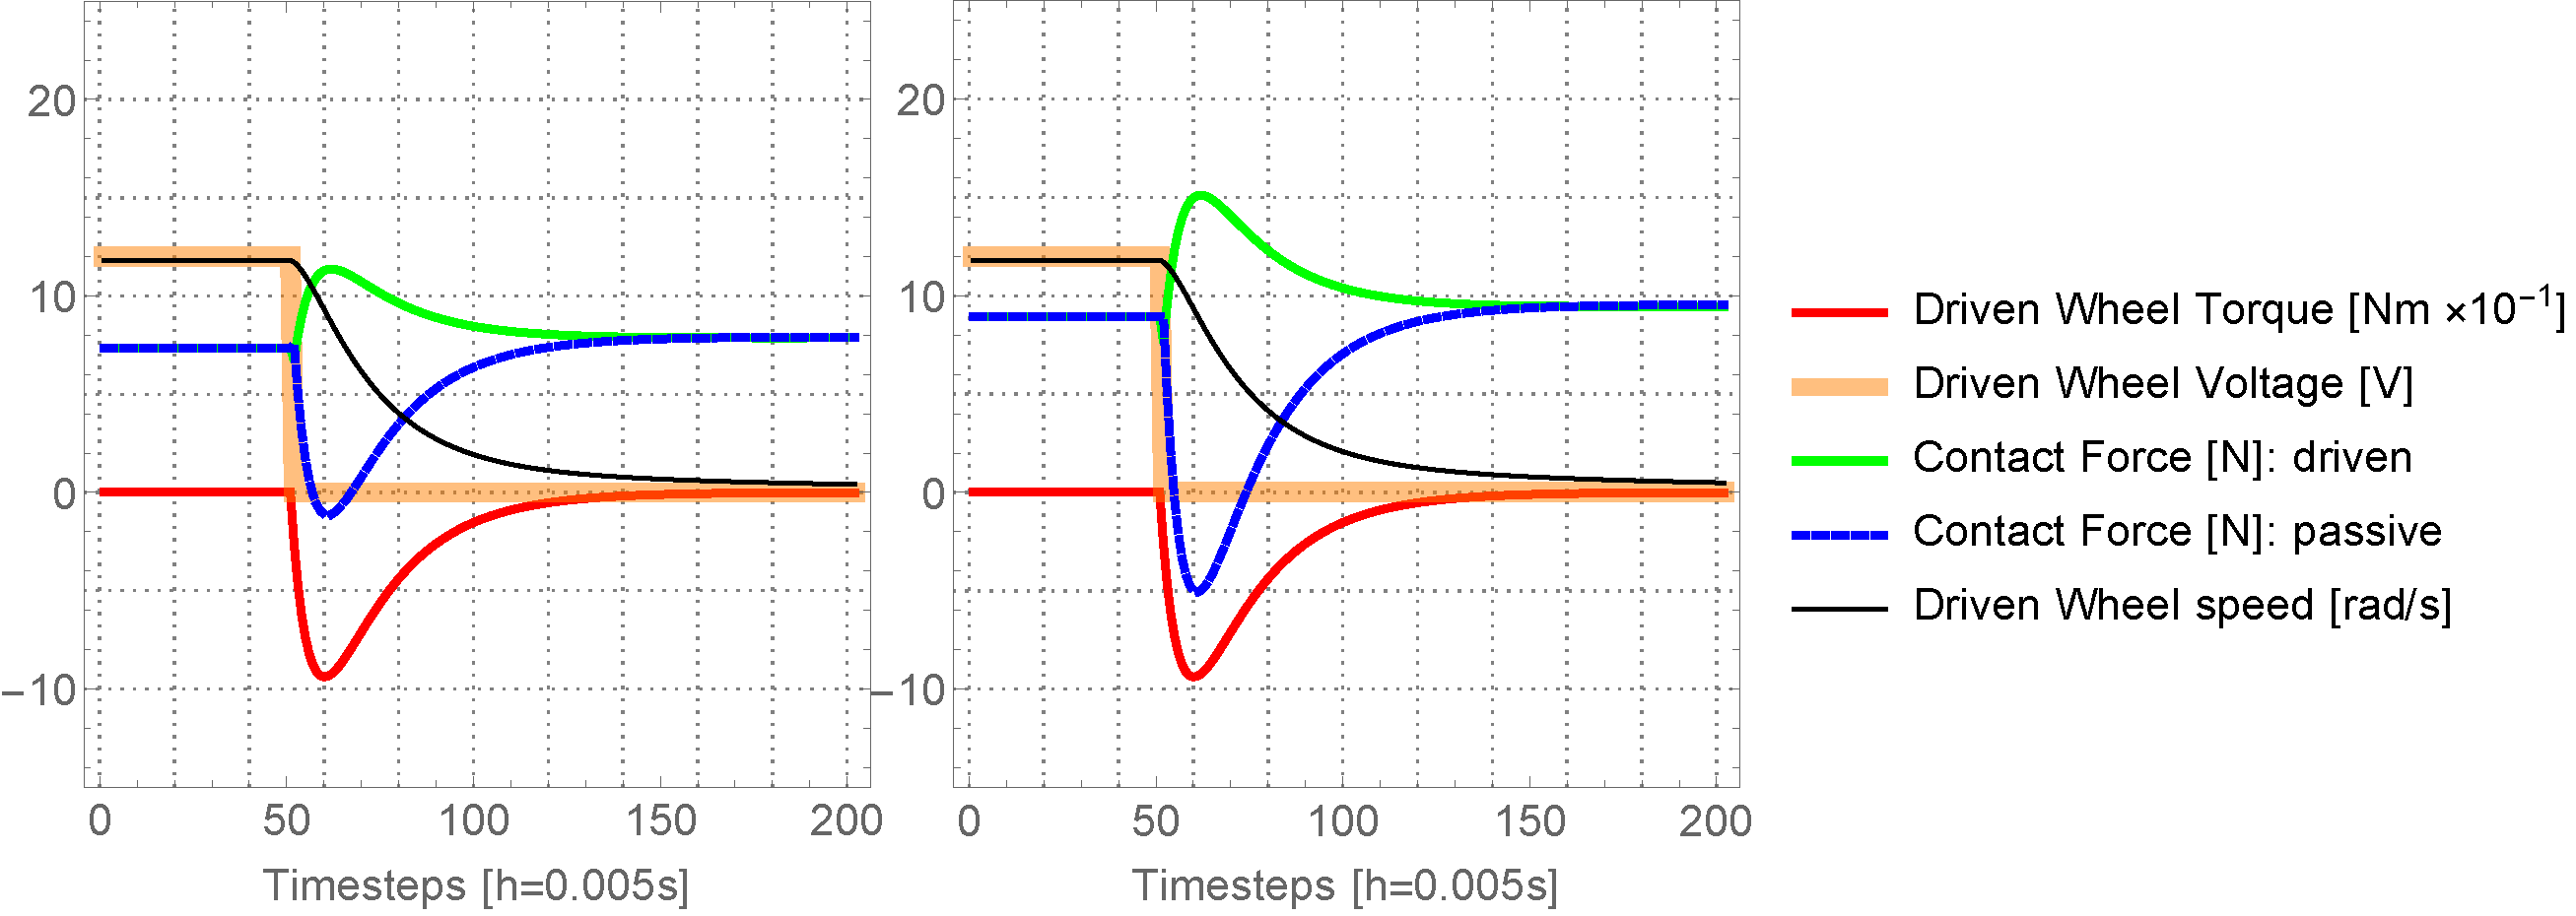 20
10
0
−10
0 50 100 150 200
Timesteps [h=0.005s]
20
10
0
−10
0 50 100 150 200
Timesteps [h=0.005s]
Driven Wheel Torque [Nm ×10⁻¹]
Driven Wheel Voltage [V]
Contact Force [N]: driven
Contact Force [N]: passive
Driven Wheel speed [rad/s]